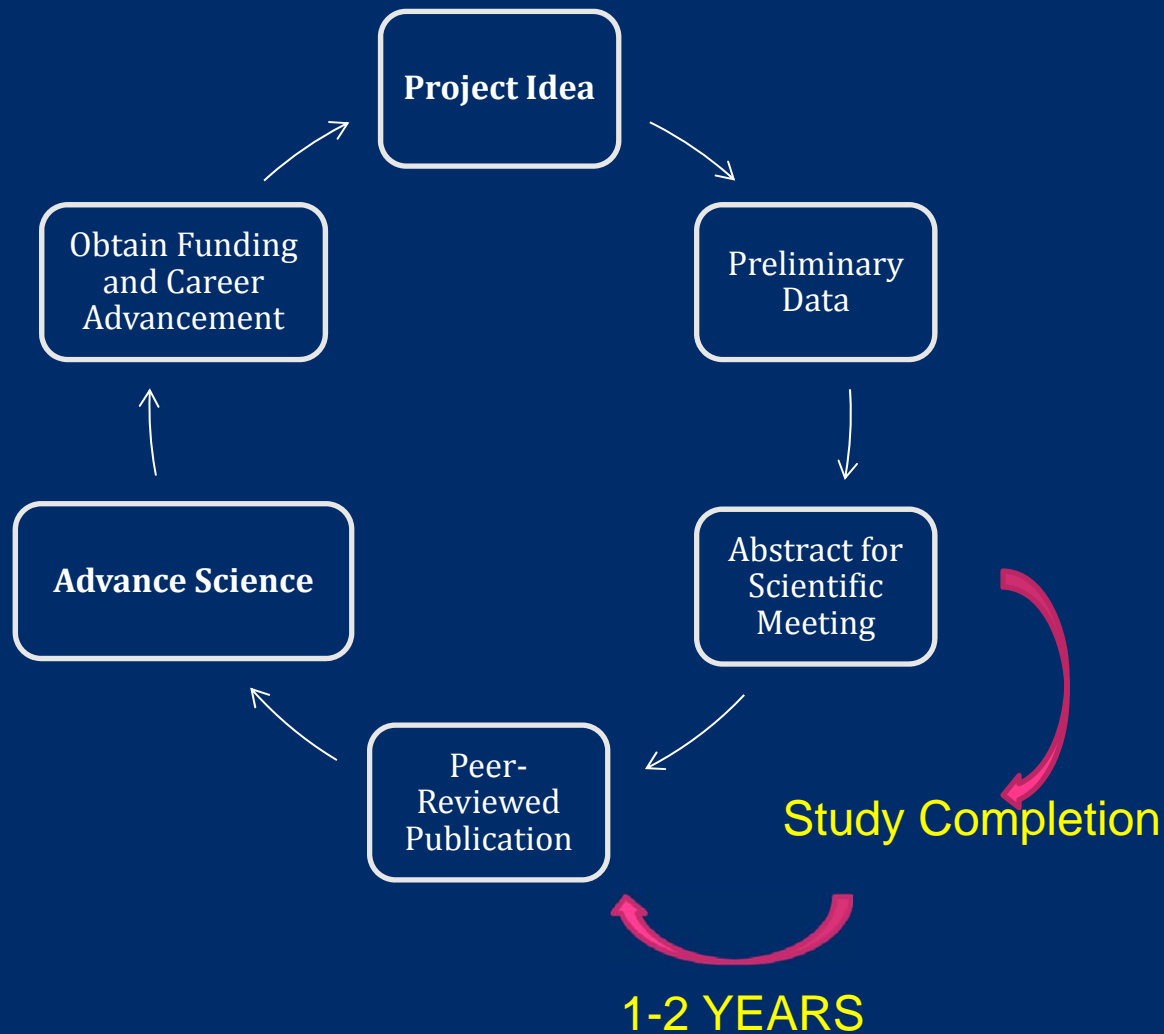 Project Idea
Preliminary
Data
Abstract for
Scientific
Meeting
Study Completion
1-2 YEARS
Peer-
Reviewed
Publication
Advance Science
Obtain Funding
and Career
Advancement